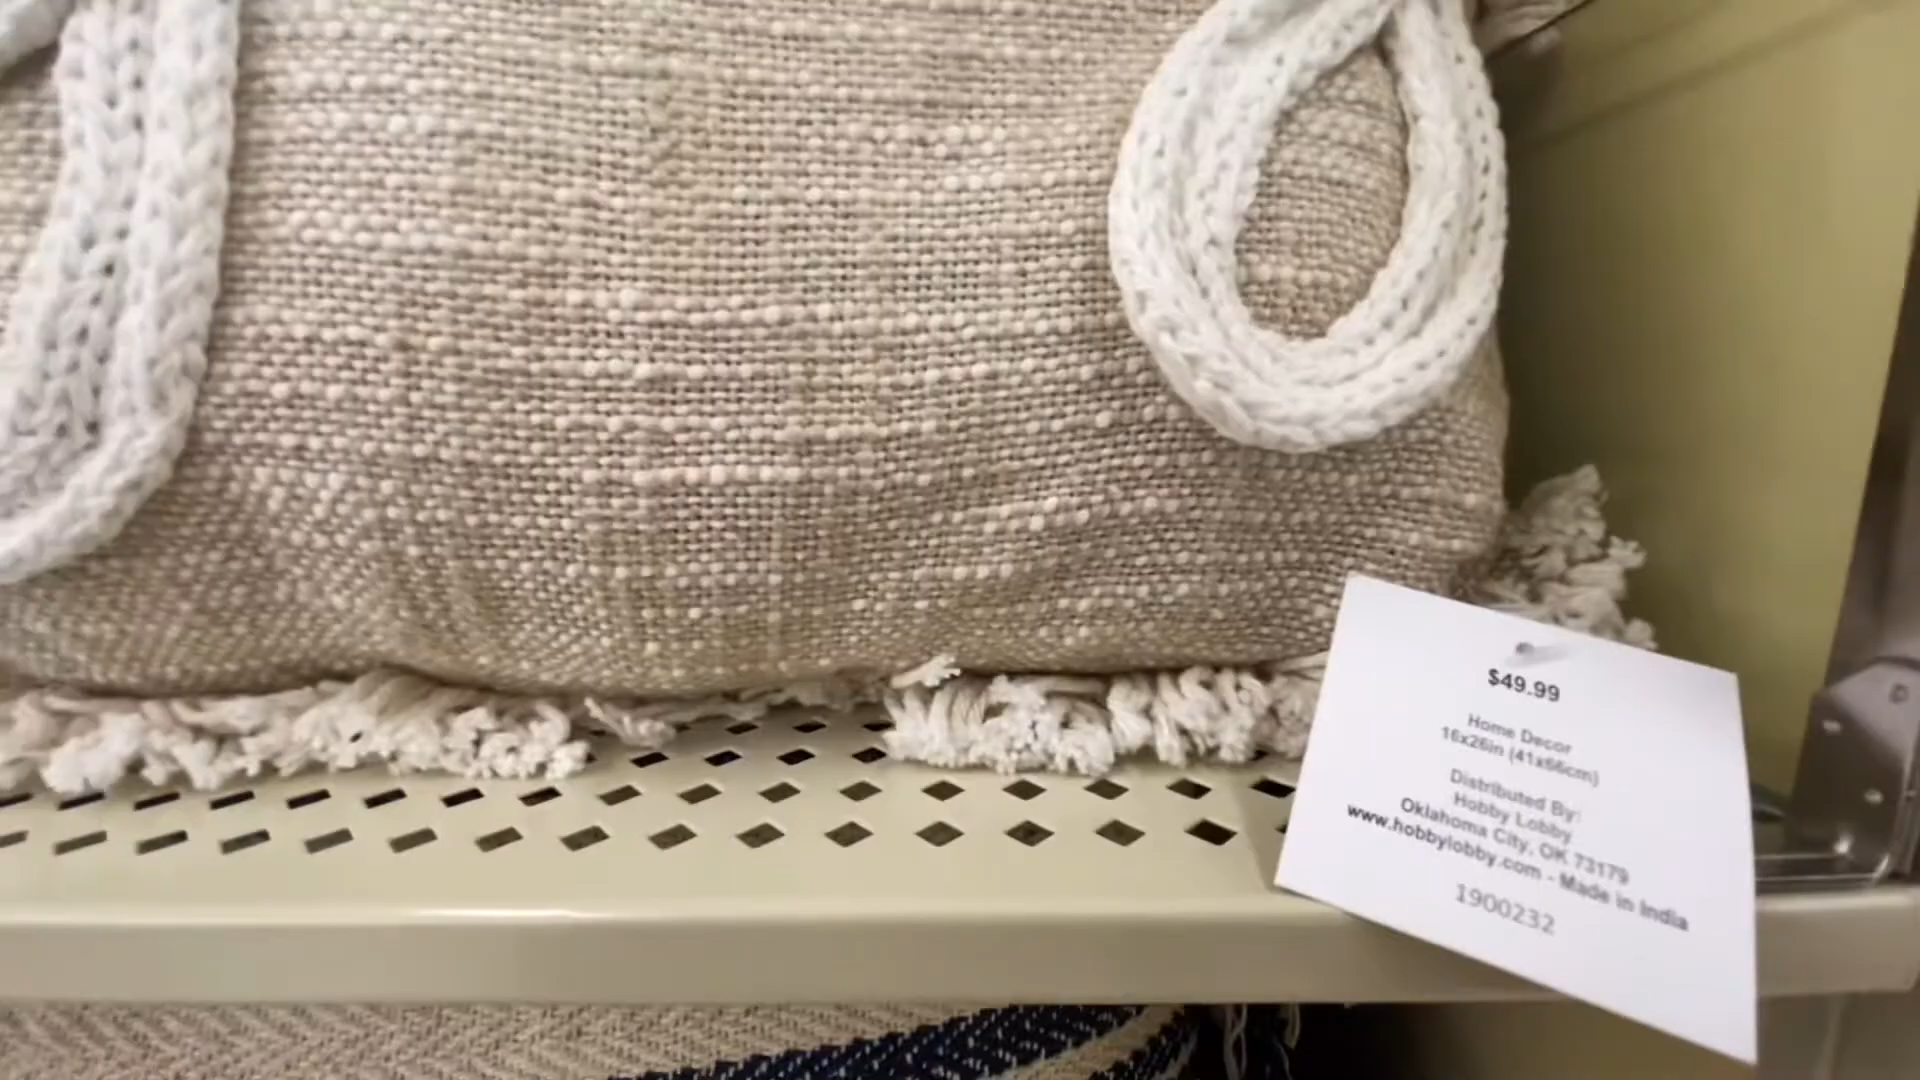 $49.99
Home Decor
16x26in (41x66cm)
Distributed By:
Hobby Lobby
Oklahoma City, OK 73179
www.hobbylobby.com - Made in India
1900232